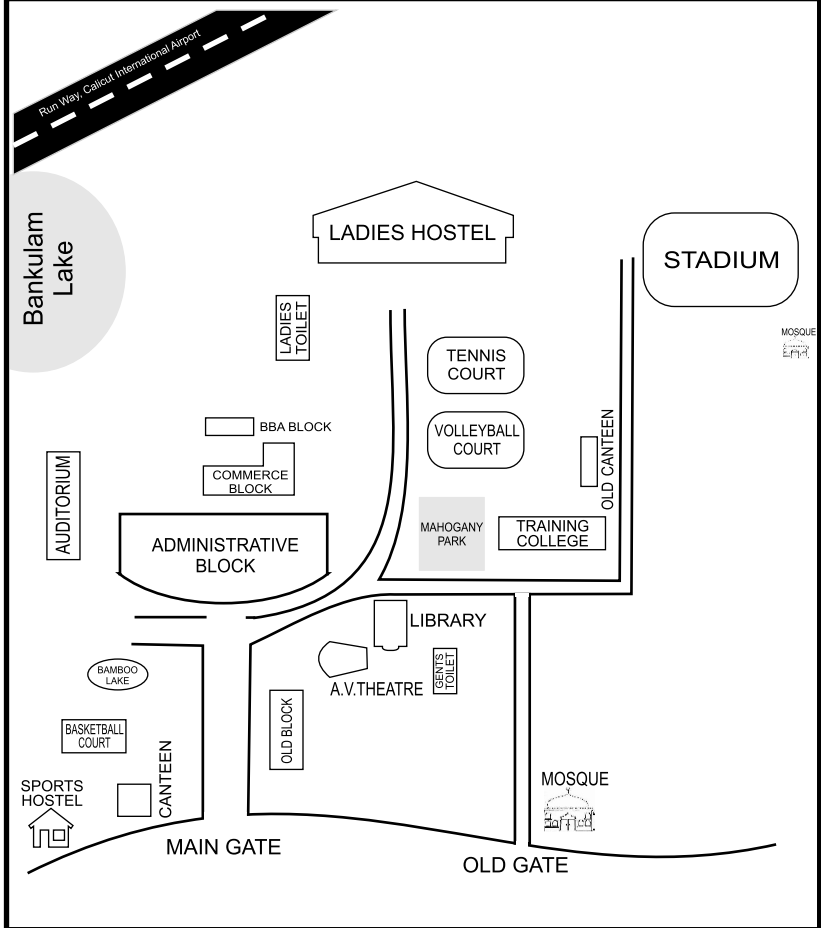 Run Way, Calicut International Airport
Bankulam
Lake
LADIES HOSTEL
STADIUM
MOSQUE
LADIES
TOILET
TENNIS
COURT
BBA BLOCK
VOLLEYBALL
COURT
OLD CANTEEN
COMMERCE
BLOCK
AUDITORIUM
MAHOGANY
PARK
TRAINING
COLLEGE
ADMINISTRATIVE
BLOCK
LIBRARY
BAMBOO
LAKE
A.V.THEATRE
GENTS
TOILET
OLD BLOCK
BASKETBALL
COURT
CANTEEN
SPORTS
HOSTEL
MOSQUE
MAIN GATE
OLD GATE